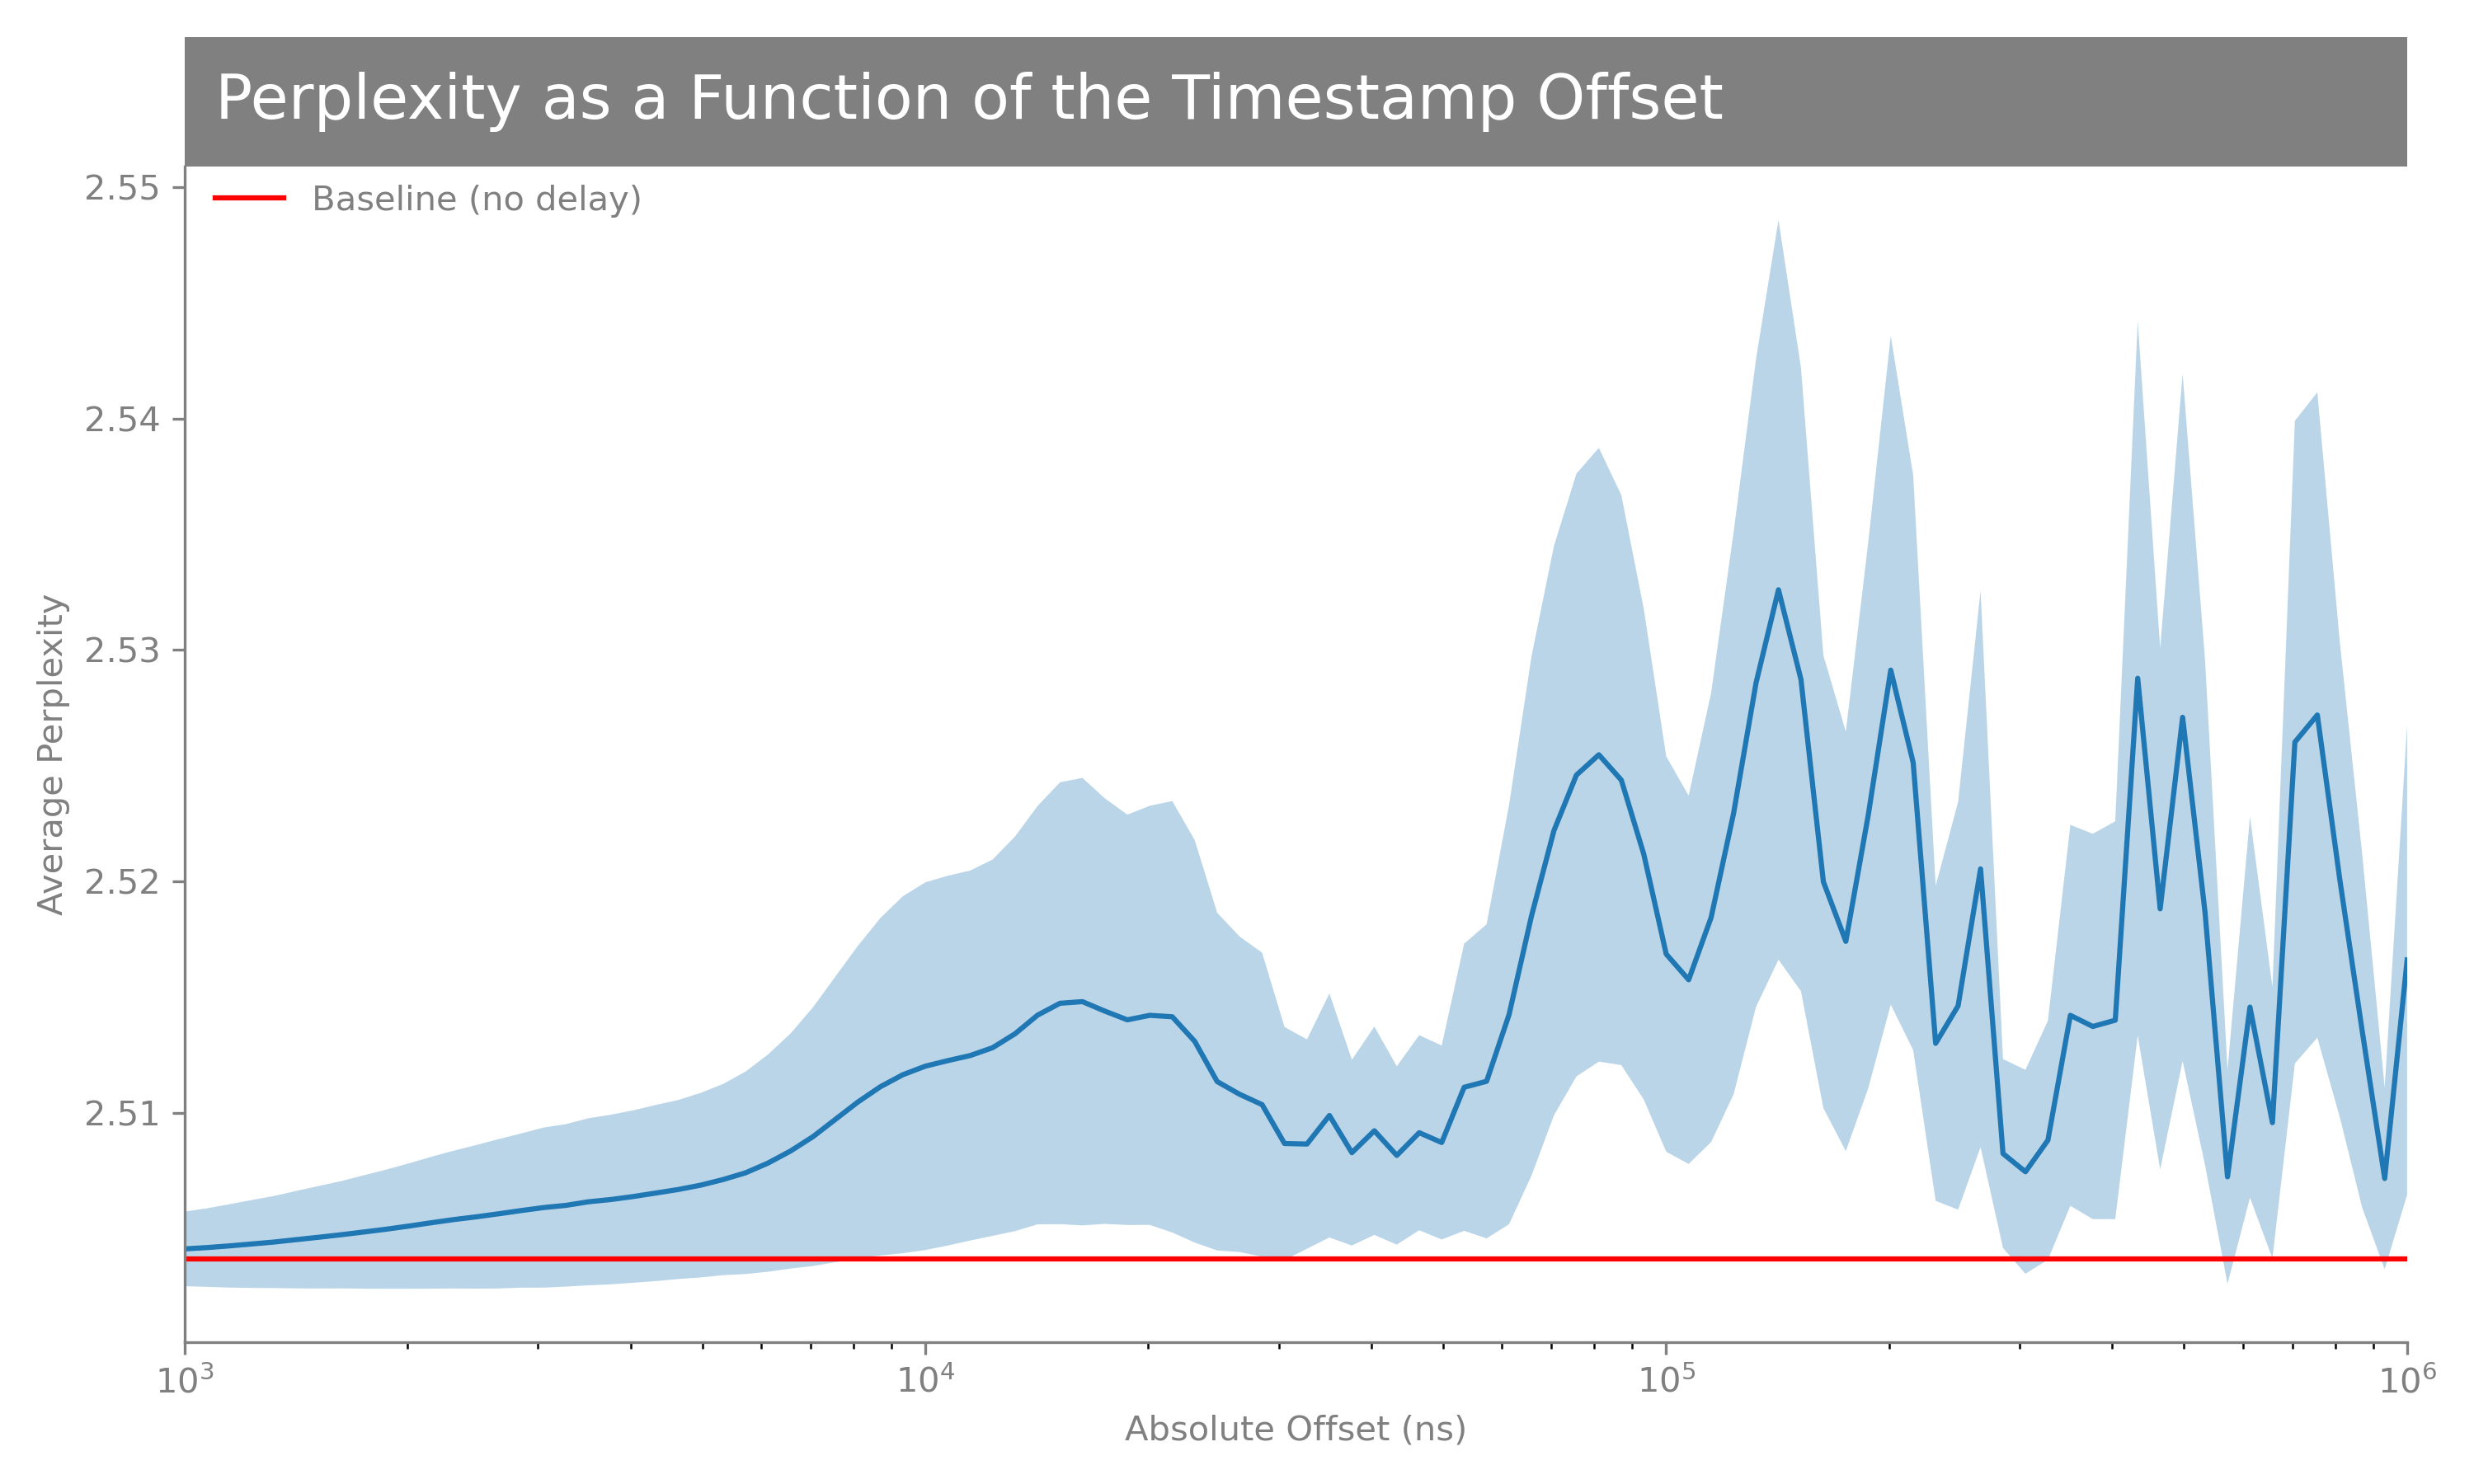 Perplexity as a Function of the Timestamp Offset
Baseline (no delay)
2.55
2.54
2.53
2.52
2.51
Average Perplexity
10³
10⁴
10⁵
10⁶
Absolute Offset (ns)